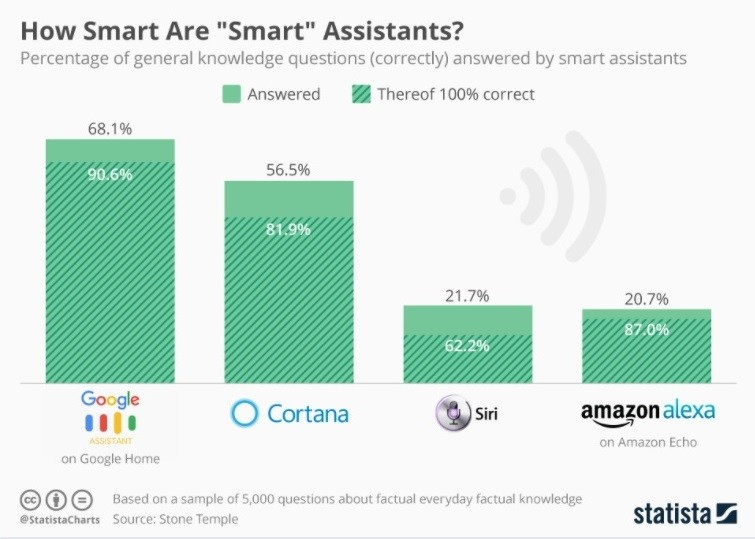 How Smart Are "Smart" Assistants?
Percentage of general knowledge questions (correctly) answered by smart assistants
Answered
Thereof 100% correct
68.1%
90.6%
56.5%
81.9%
21.7%
62.2%
20.7%
87.0%
Google
ASSISTANT
on Google Home
Cortana
Siri
amazon alexa
on Amazon Echo
cc
@StatistaCharts
Based on a sample of 5,000 questions about factual everyday factual knowledge
Source: Stone Temple
statista